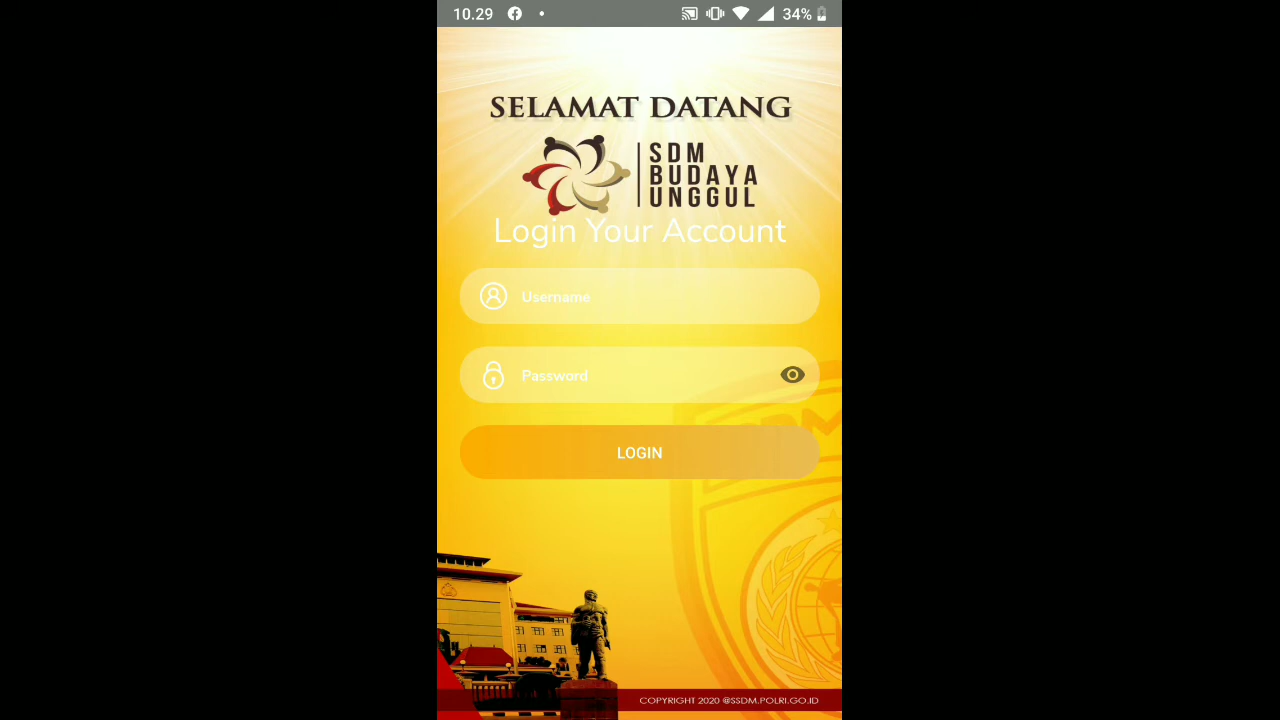 10.29
34%
SELAMAT DATANG
SDM
BUDAYA
UNGGUL
Login Your Account
Username
Password
LOGIN
SDM
COPYRIGHT 2020 @SSDM.POLRI.GO.ID